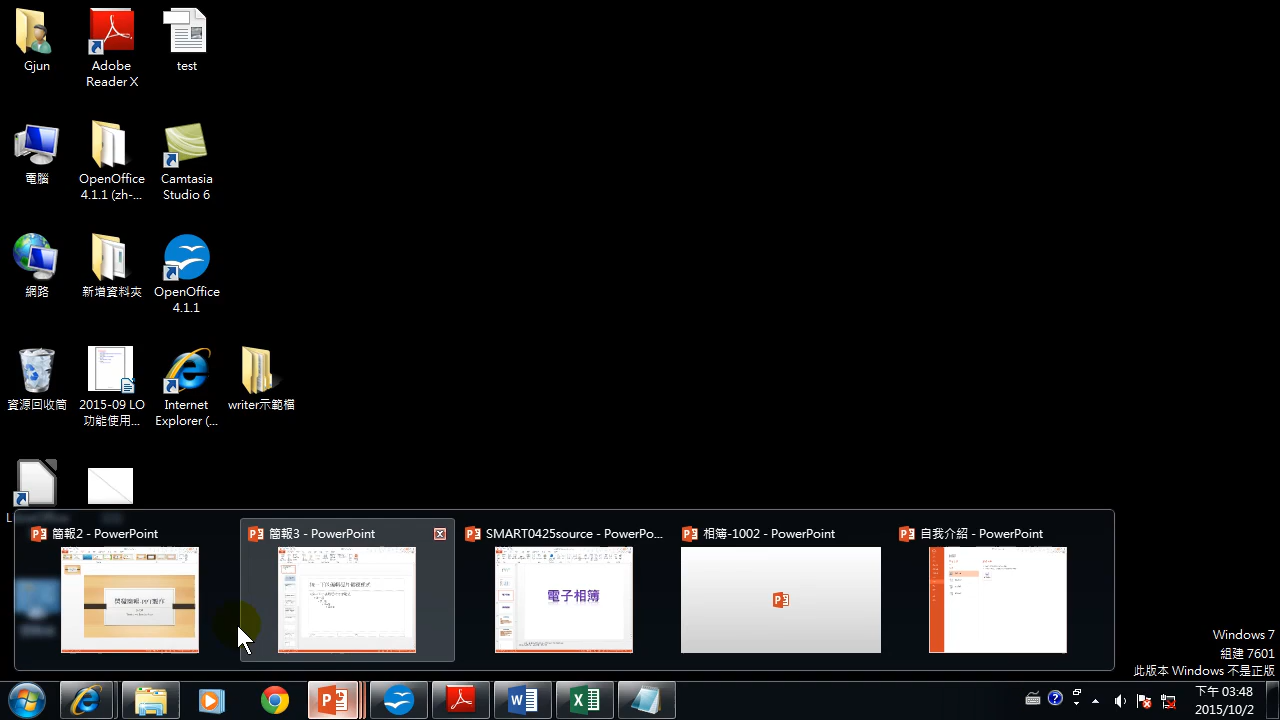 Gjun
Adobe
Reader X
test
電腦
OpenOffice
4.1.1 (zh-...
Camtasia
Studio 6
網路
新增資料夾
OpenOffice
4.1.1
資源回收筒
2015-09 LO
功能使用...
Internet
Explorer (...
writer示範檔
簡報2 - PowerPoint
簡報3 - PowerPoint
SMART0425source - PowerPo...
相簿-1002 - PowerPoint
自我介紹 - PowerPoint
電子相簿
Windows 7
組建 7601
此版本 Windows 不是正版
下午 03:48
2015/10/2